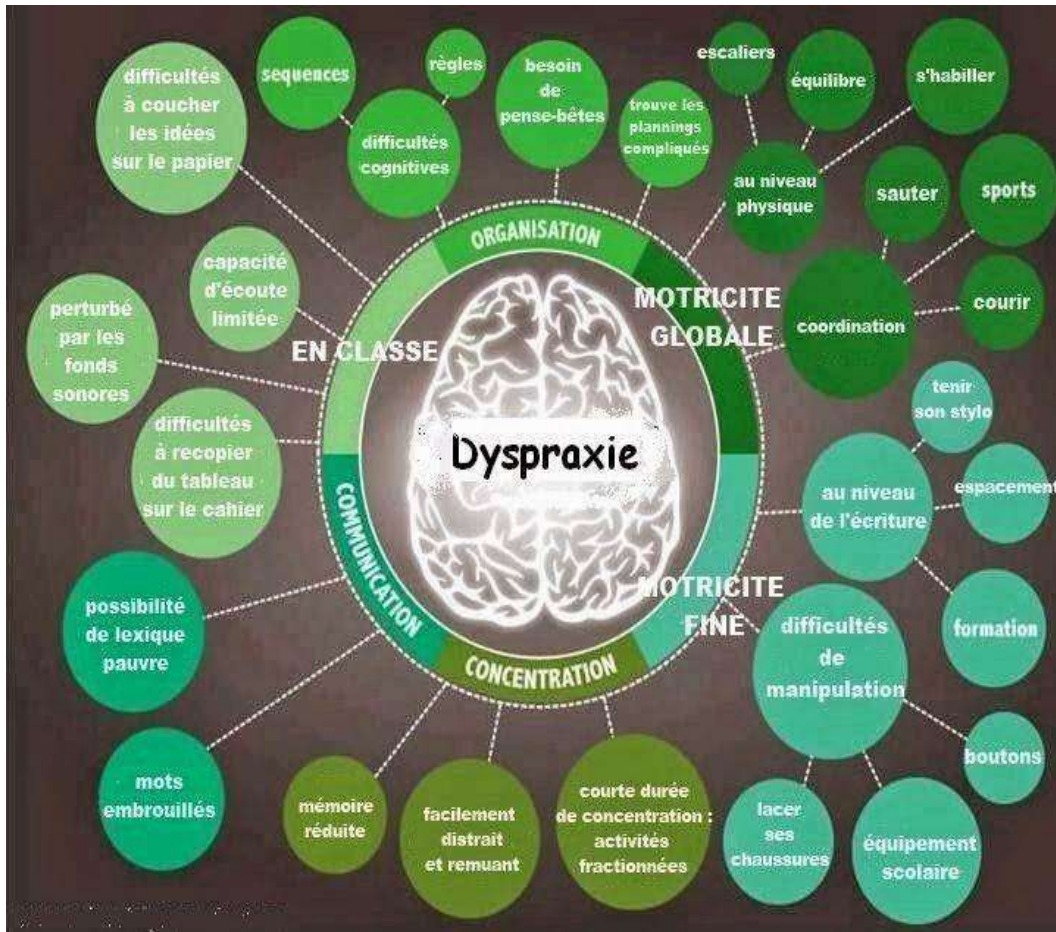 Dyspraxie
ORGANISATION
difficultés
cognitives
séquences
règles
besoin
de
pense-bêtes
trouve les
plannings
compliqués
MOTRICITE
GLOBALE
au niveau
physique
escaliers
équilibre
s'habiller
coordination
sauter
sports
courir
MOTRICITE
FINE
au niveau
de l'écriture
tenir
son stylo
espacement
formation
difficultés
de
manipulation
boutons
équipement
scolaire
lacer
ses
chaussures
CONCENTRATION
courte durée
de concentration :
activités
fractionnées
facilement
distrait
et remuant
mémoire
réduite
COMMUNICATION
mots
embrouillés
possibilité
de lexique
pauvre
EN CLASSE
difficultés
à recopier
du tableau
sur le cahier
perturbé
par les
fonds
sonores
capacité
d'écoute
limitée
difficultés
à coucher
les idées
sur le papier